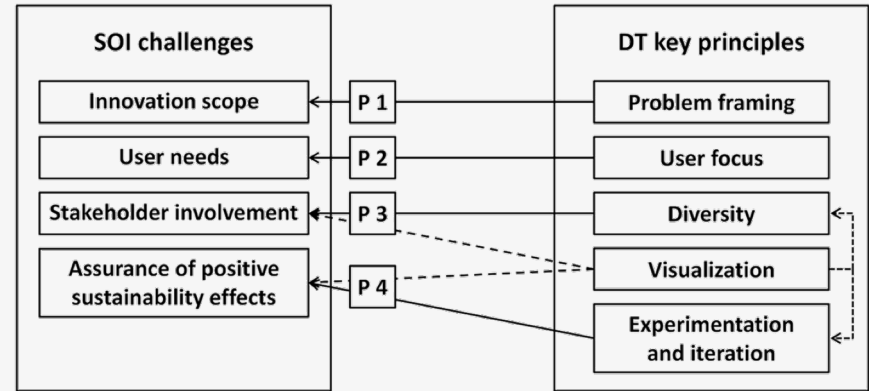 SOI challenges
Innovation scope
User needs
Stakeholder involvement
Assurance of positive
sustainability effects
P 1
P 2
P 3
P 4
DT key principles
Problem framing
User focus
Diversity
Visualization
Experimentation
and iteration